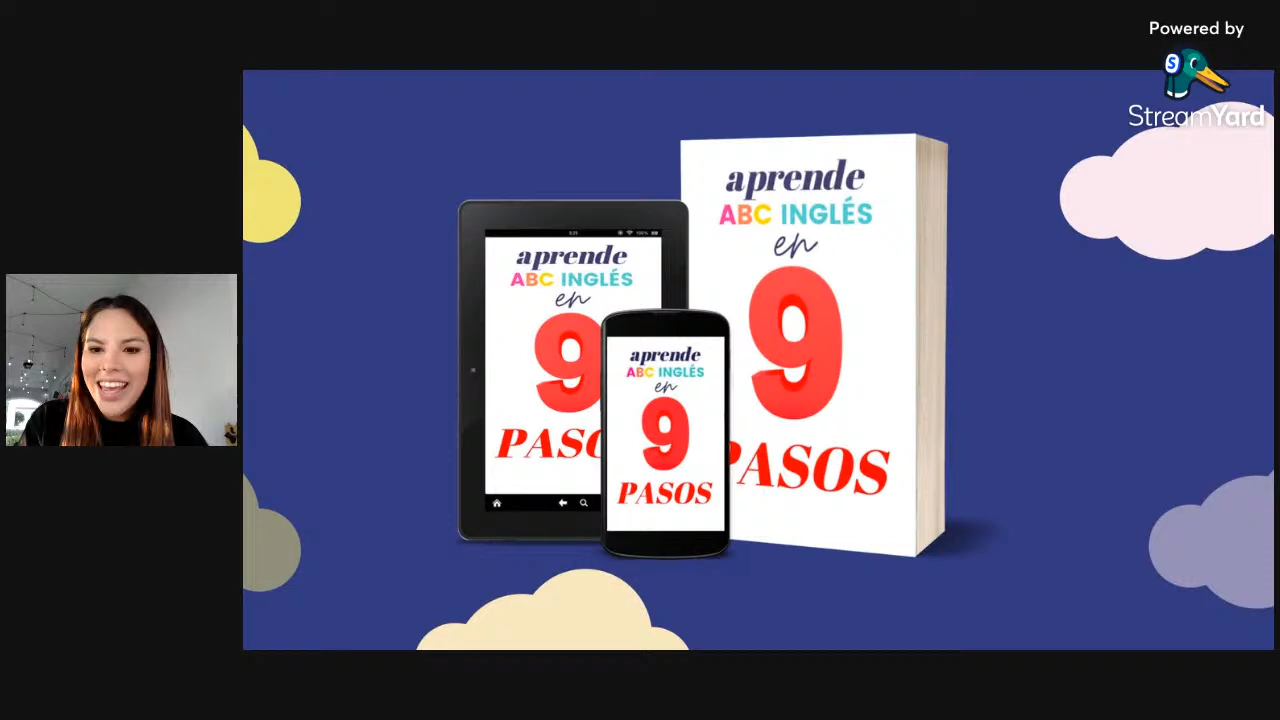 Powered by
StreamYard
aprende
ABC INGLÉS
en
9
PASOS
aprende
ABC INGLÉS
en
9
PASO
aprende
ABC INGLÉS
en
9
PASOS